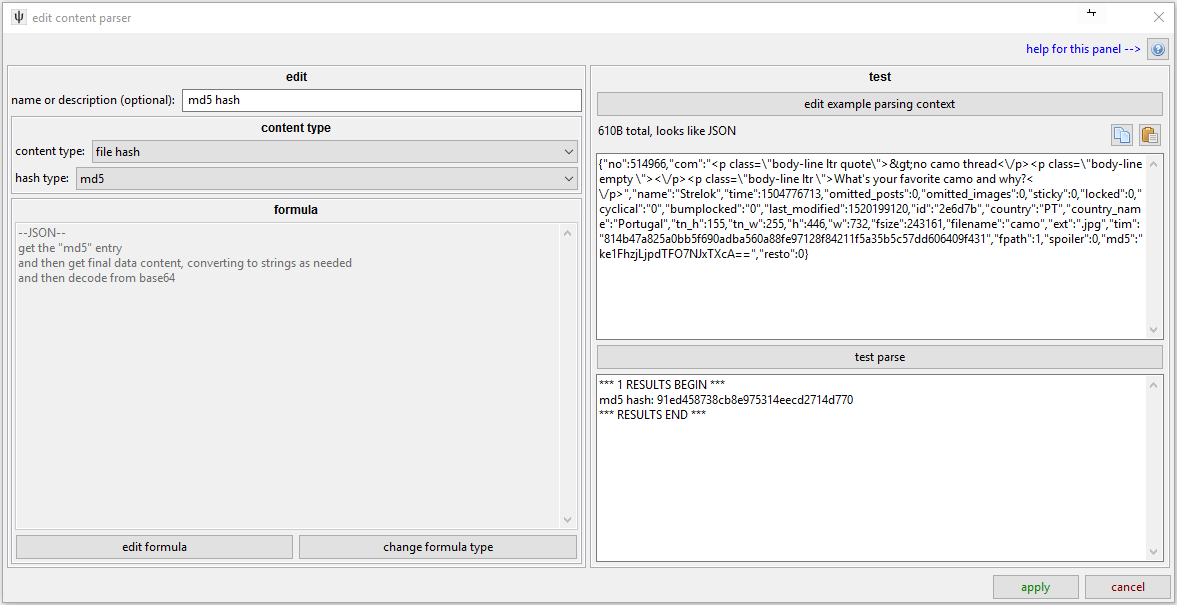 edit content parser
help for this panel -->
edit
name or description (optional): md5 hash
content type
content type: file hash
hash type: md5
formula
--JSON--
get the "md5" entry
and then get final data content, converting to strings as needed
and then decode from base64
edit formula
change formula type
test
edit example parsing context
610B total, looks like JSON
{"no":514966,"com":"<p class=\"body-line ltr quote\">&gt;no camo thread<\/p><p class=\"body-line
empty \"><\/p><p class=\"body-line ltr \">What's your favorite camo and why?<
\/p>","name":"Strelok","time":1504776713,"omitted_posts":0,"omitted_images":0,"sticky":0,"locked":0,"
cyclical":"0","bumplocked":"0","last_modified":1520199120,"id":"2e6d7b","country":"PT","country_nam
e":"Portugal","tn_h":155,"tn_w":255,"h":446,"w":732,"fsize":243161,"filename":"camo","ext":".jpg","tim":
"814b47a825a0bb5f690adba560a88fe97128f84211f5a35b5c57dd606409f431","fpath":1,"spoiler":0,"md5":"
ke1FhzjLjpdTFO7NJxTXcA==","resto":0}
test parse
*** 1 RESULTS BEGIN ***
md5 hash: 91ed458738cb8e975314eecd2714d770
*** RESULTS END ***
apply
cancel